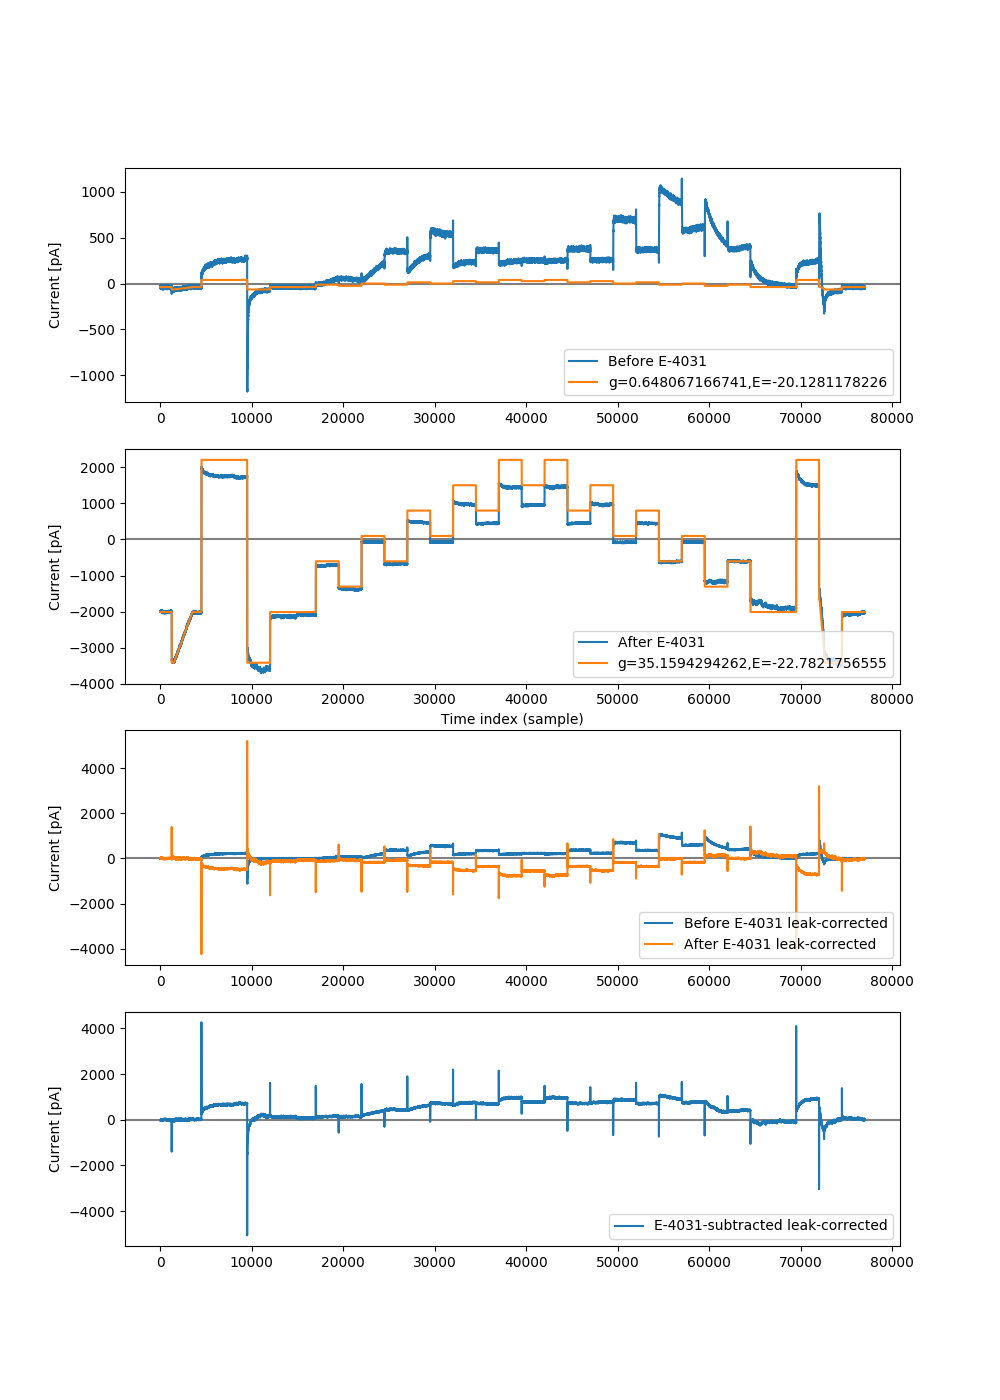 1000
500
0
−500
−1000
Current [pA]
Before E-4031
g=0.648067166741,E=-20.1281178226
0 10000 20000 30000 40000 50000 60000 70000 80000
2000
1000
0
−1000
−2000
−3000
−4000
Current [pA]
After E-4031
g=35.1594294262,E=-22.7821756555
0 10000 20000 30000 40000 50000 60000 70000 80000
Time index (sample)
4000
2000
0
−2000
−4000
Current [pA]
Before E-4031 leak-corrected
After E-4031 leak-corrected
0 10000 20000 30000 40000 50000 60000 70000 80000
4000
2000
0
−2000
−4000
Current [pA]
E-4031-subtracted leak-corrected
0 10000 20000 30000 40000 50000 60000 70000 80000